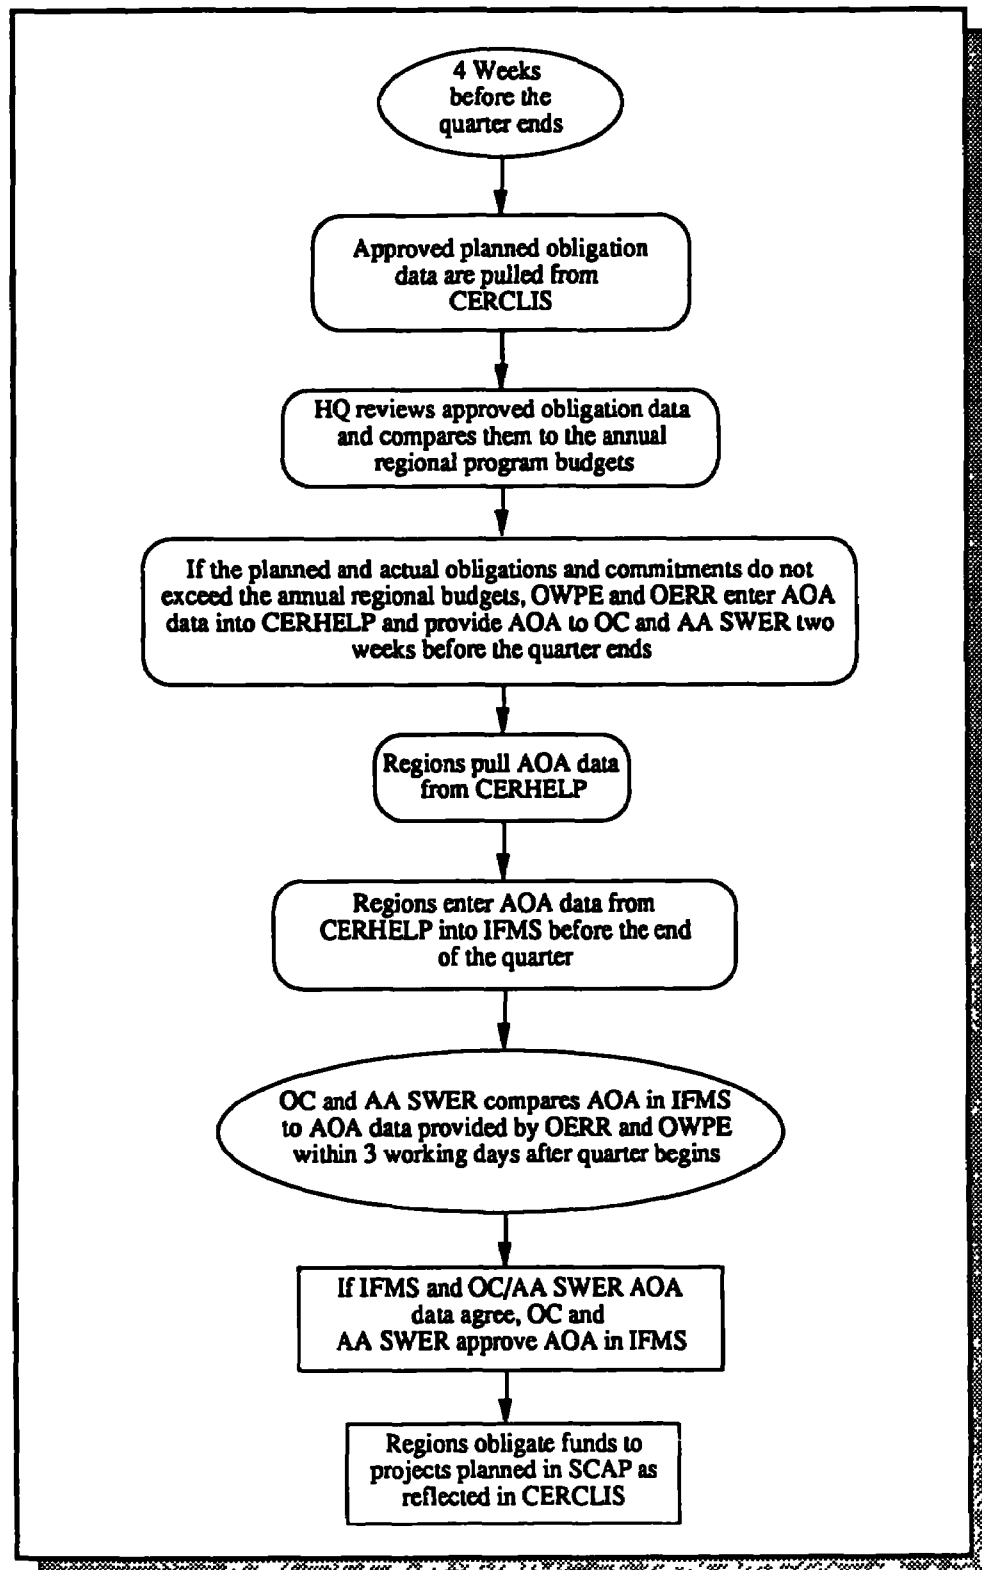 4 Weeks
before the
quarter ends
Approved planned obligation
data are pulled from
CERCLIS
HQ reviews approved obligation data
and compares them to the annual
regional program budgets
If the planned and actual obligations and commitments do not
exceed the annual regional budgets, OWPE and OERR enter AOA
data into CERHELP and provide AOA to OC and AA SWER two
weeks before the quarter ends
Regions pull AOA data
from CERHELP
Regions enter AOA data from
CERHELP into IFMS before the end
of the quarter
OC and AA SWER compares AOA in IFMS
to AOA data provided by OERR and OWPE
within 3 working days after quarter begins
If IFMS and OC/AA SWER AOA
data agree, OC and
AA SWER approve AOA in IFMS
Regions obligate funds to
projects planned in SCAP as
reflected in CERCLIS